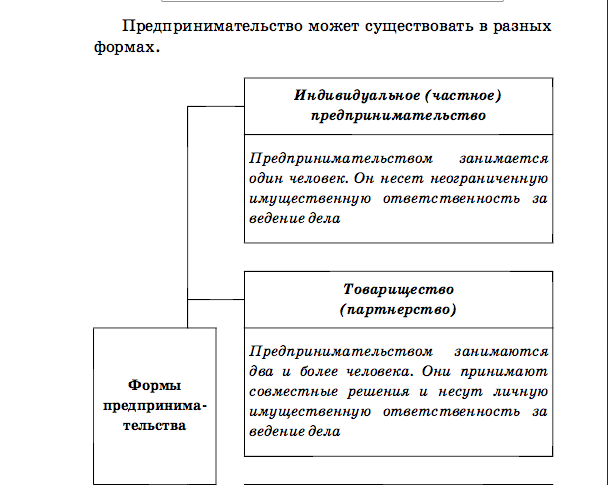 Предпринимательство может существовать в разных
формах.
Индивидуальное (частное)
предпринимательство
Предпринимательством занимается
один человек. Он несет неограниченную
имущественную ответственность за
ведение дела
Товарищество
(партнерство)
Предпринимательством занимаются
два и более человека. Они принимают
совместные решения и несут личную
имущественную ответственность за
ведение дела
Формы
предпринима-
тельства